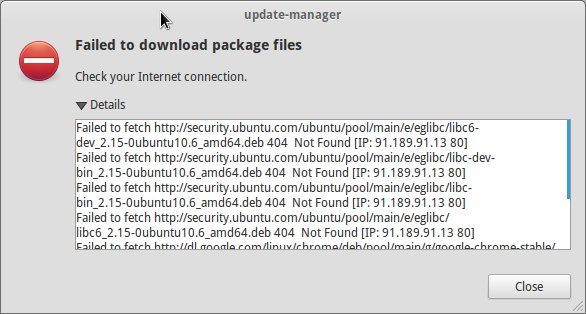 update-manager
Failed to download package files
Check your Internet connection.
Details
Failed to fetch http://security.ubuntu.com/ubuntu/pool/main/e/eglibc/libc6-
dev_2.15-0ubuntu10.6_amd64.deb 404  Not Found [IP: 91.189.91.13 80]
Failed to fetch http://security.ubuntu.com/ubuntu/pool/main/e/eglibc/libc-dev-
bin_2.15-0ubuntu10.6_amd64.deb 404  Not Found [IP: 91.189.91.13 80]
Failed to fetch http://security.ubuntu.com/ubuntu/pool/main/e/eglibc/libc-
bin_2.15-0ubuntu10.6_amd64.deb 404  Not Found [IP: 91.189.91.13 80]
Failed to fetch http://security.ubuntu.com/ubuntu/pool/main/e/eglibc/
libc6_2.15-0ubuntu10.6_amd64.deb 404  Not Found [IP: 91.189.91.13 80]
Failed to fetch http://dl.google.com/linux/chrome/deb/pool/main/g/google-chrome-stable/
Close